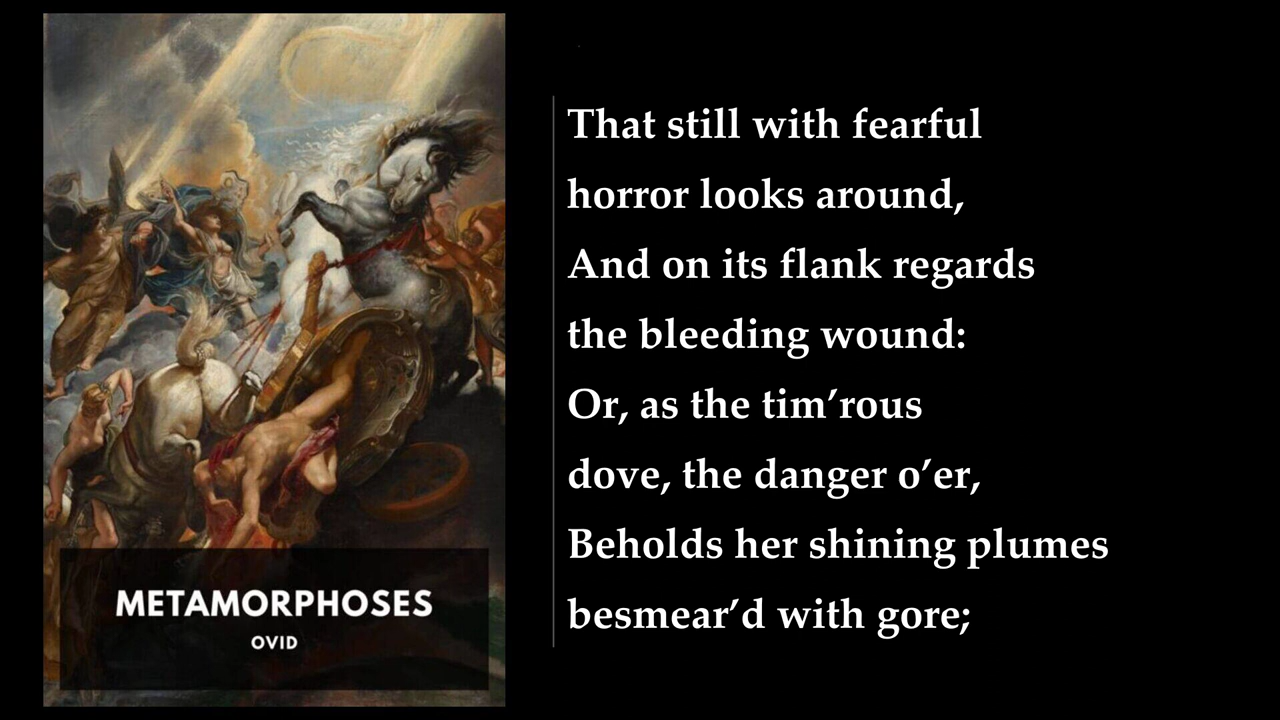 METAMORPHOSES
OVID
That still with fearful
horror looks around,
And on its flank regards
the bleeding wound:
Or, as the tim’rous
dove, the danger o’er,
Beholds her shining plumes
besmear’d with gore;